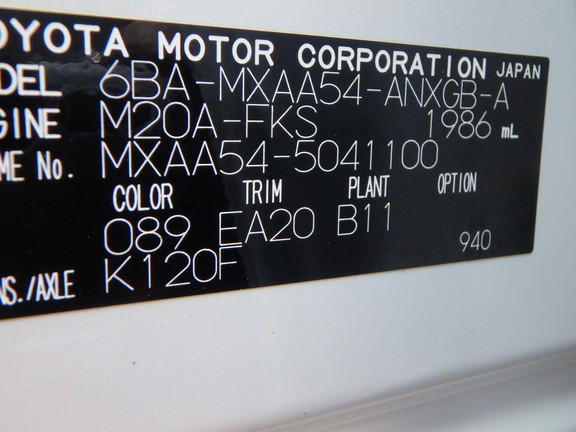 OYOTA MOTOR CORPORATION JAPAN
DEL 6BA-MXAA54-ANXGB-A
GINE M20A-FKS 1986 mL
ME No. MXAA54-5041100
COLOR TRIM PLANT OPTION
089 EA20 B11 940
NS./AXLE K120F